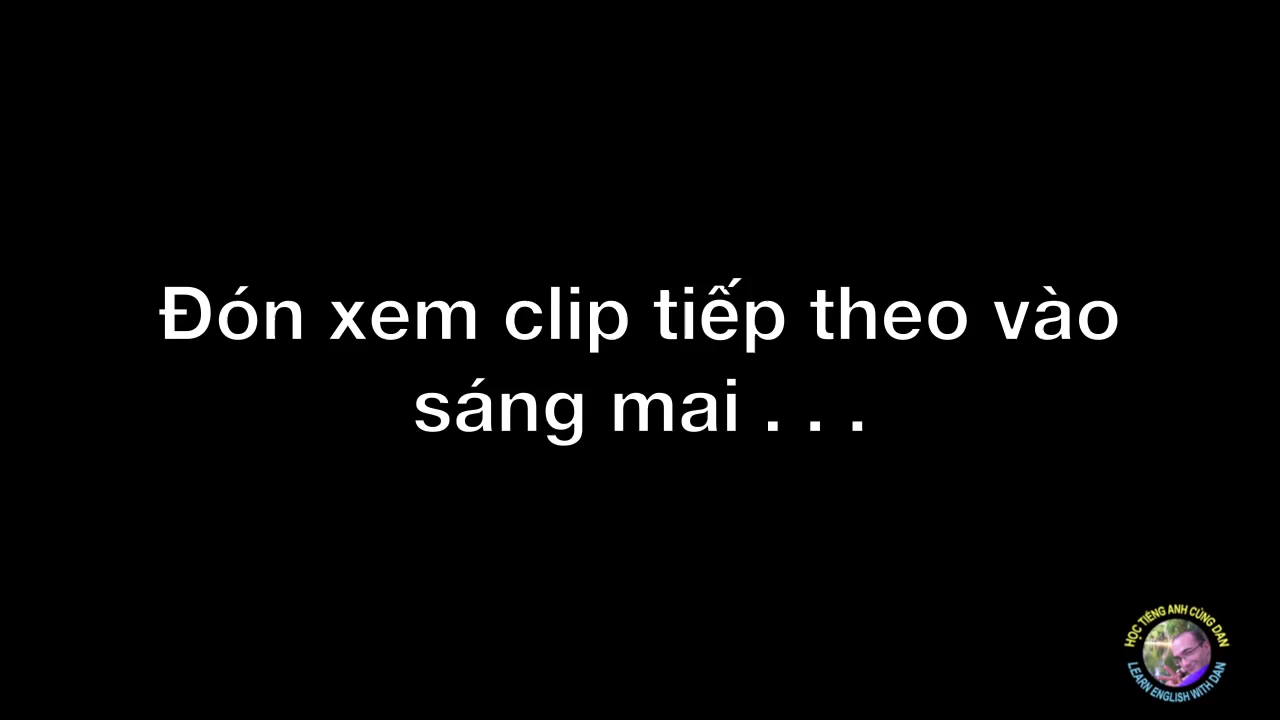 Đón xem clip tiếp theo vào
sáng mai . . .
HỌC TIẾNG ANH CÙNG DAN
LEARN ENGLISH WITH DAN